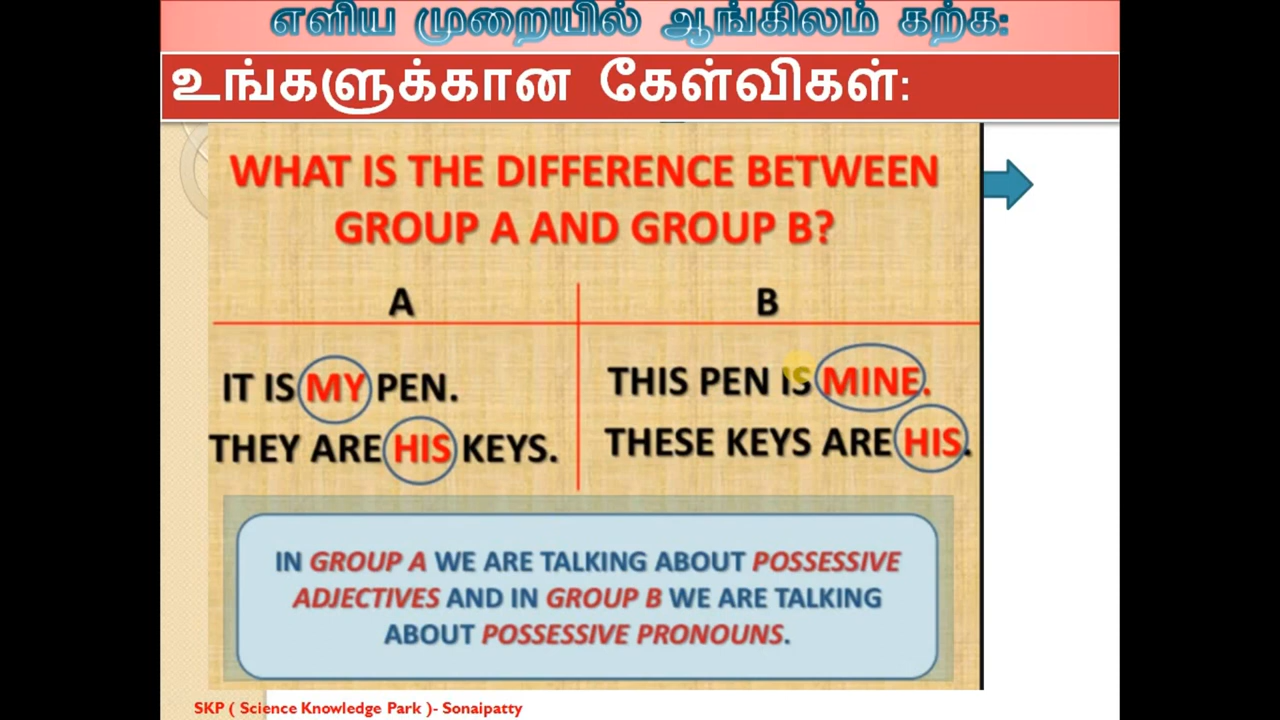 எளிய முறையில் ஆங்கிலம் கற்க:
உங்களுக்கான கேள்விகள்:
WHAT IS THE DIFFERENCE BETWEEN
GROUP A AND GROUP B?
A
B
IT IS MY PEN.
THEY ARE HIS KEYS.
THIS PEN IS MINE.
THESE KEYS ARE HIS.
IN GROUP A WE ARE TALKING ABOUT POSSESSIVE
ADJECTIVES AND IN GROUP B WE ARE TALKING
ABOUT POSSESSIVE PRONOUNS.
SKP ( Science Knowledge Park )- Sonaipatty